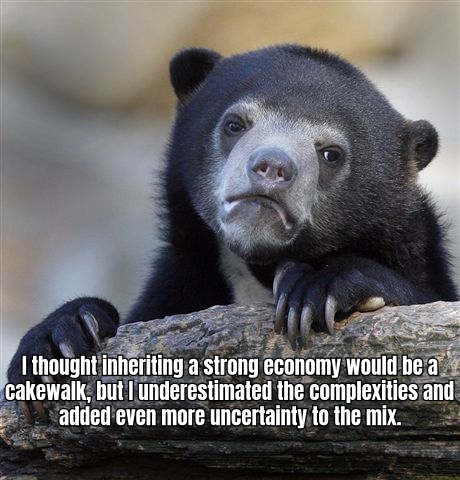 I thought inheriting a strong economy would be a
cakewalk, but I underestimated the complexities and
added even more uncertainty to the mix.